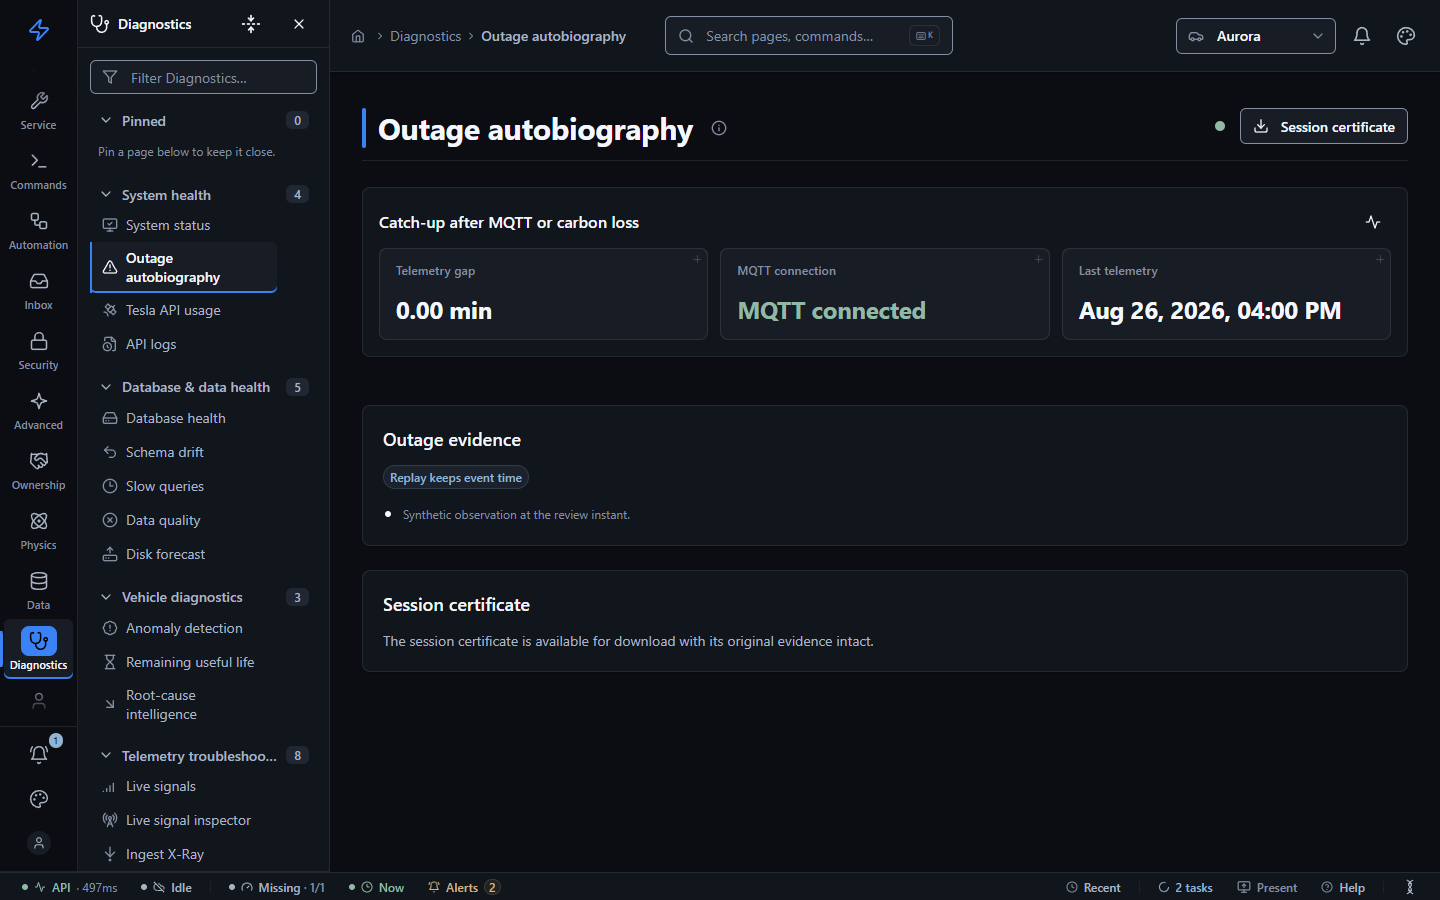 Diagnostics
Diagnostics
Outage autobiography
Search pages, commands...
K
Aurora
Filter Diagnostics...
Pinned
0
Pin a page below to keep it close.
System health
4
System status
Outage
autobiography
Tesla API usage
API logs
Database & data health
5
Database health
Schema drift
Slow queries
Data quality
Disk forecast
Vehicle diagnostics
3
Anomaly detection
Remaining useful life
Root-cause
intelligence
Telemetry troubleshoo...
8
Live signals
Live signal inspector
Ingest X-Ray
Service
Commands
Automation
Inbox
Security
Advanced
Ownership
Physics
Data
Diagnostics
1
Outage autobiography
Session certificate
Catch-up after MQTT or carbon loss
Telemetry gap
0.00 min
MQTT connection
MQTT connected
Last telemetry
Aug 26, 2026, 04:00 PM
Outage evidence
Replay keeps event time
Synthetic observation at the review instant.
Session certificate
The session certificate is available for download with its original evidence intact.
API · 497ms
Idle
Missing · 1/1
Now
Alerts 2
Recent
2 tasks
Present
Help